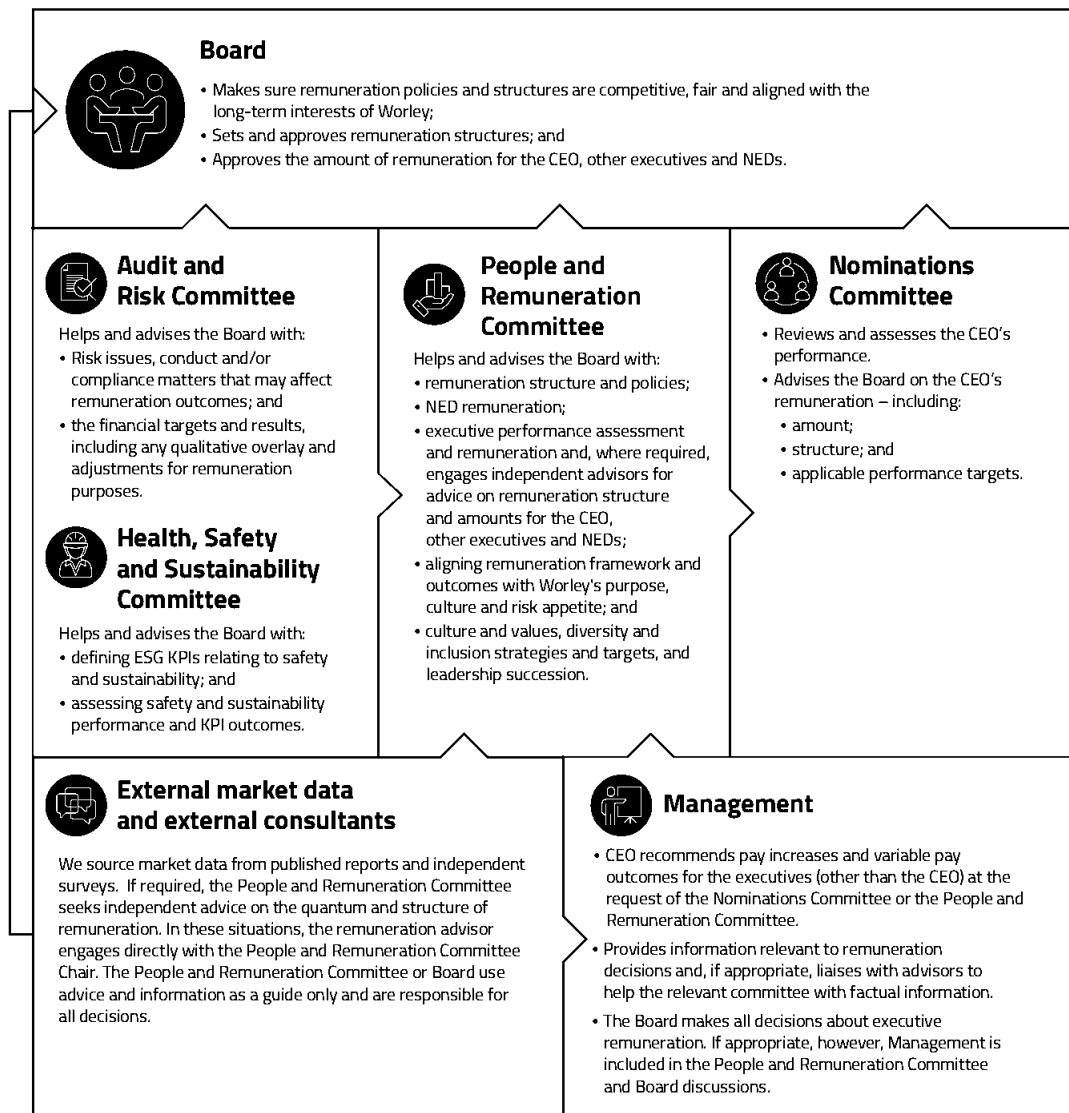 Board
• Makes sure remuneration policies and structures are competitive, fair and aligned with the
long-term interests of Worley;
• Sets and approves remuneration structures; and
• Approves the amount of remuneration for the CEO, other executives and NEDs.
Audit and
Risk Committee
Helps and advises the Board with:
• Risk issues, conduct and/or
compliance matters that may affect
remuneration outcomes; and
• the financial targets and results,
including any qualitative overlay and
adjustments for remuneration
purposes.
Health, Safety
and Sustainability
Committee
Helps and advises the Board with:
• defining ESG KPIs relating to safety
and sustainability; and
• assessing safety and sustainability
performance and KPI outcomes.
People and
Remuneration
Committee
Helps and advises the Board with:
• remuneration structure and policies;
• NED remuneration;
• executive performance assessment
and remuneration and, where required,
engages independent advisors for
advice on remuneration structure
and amounts for the CEO,
other executives and NEDs;
• aligning remuneration framework and
outcomes with Worley's purpose,
culture and risk appetite; and
• culture and values, diversity and
inclusion strategies and targets, and
leadership succession.
Nominations
Committee
• Reviews and assesses the CEO's
performance.
• Advises the Board on the CEO's
remuneration – including:
• amount;
• structure; and
• applicable performance targets.
External market data
and external consultants
We source market data from published reports and independent
surveys. If required, the People and Remuneration Committee
seeks independent advice on the quantum and structure of
remuneration. In these situations, the remuneration advisor
engages directly with the People and Remuneration Committee
Chair. The People and Remuneration Committee or Board use
advice and information as a guide only and are responsible for
all decisions.
Management
• CEO recommends pay increases and variable pay
outcomes for the executives (other than the CEO) at the
request of the Nominations Committee or the People and
Remuneration Committee.
• Provides information relevant to remuneration
decisions and, if appropriate, liaises with advisors to
help the relevant committee with factual information.
• The Board makes all decisions about executive
remuneration. If appropriate, however, Management is
included in the People and Remuneration Committee
and Board discussions.